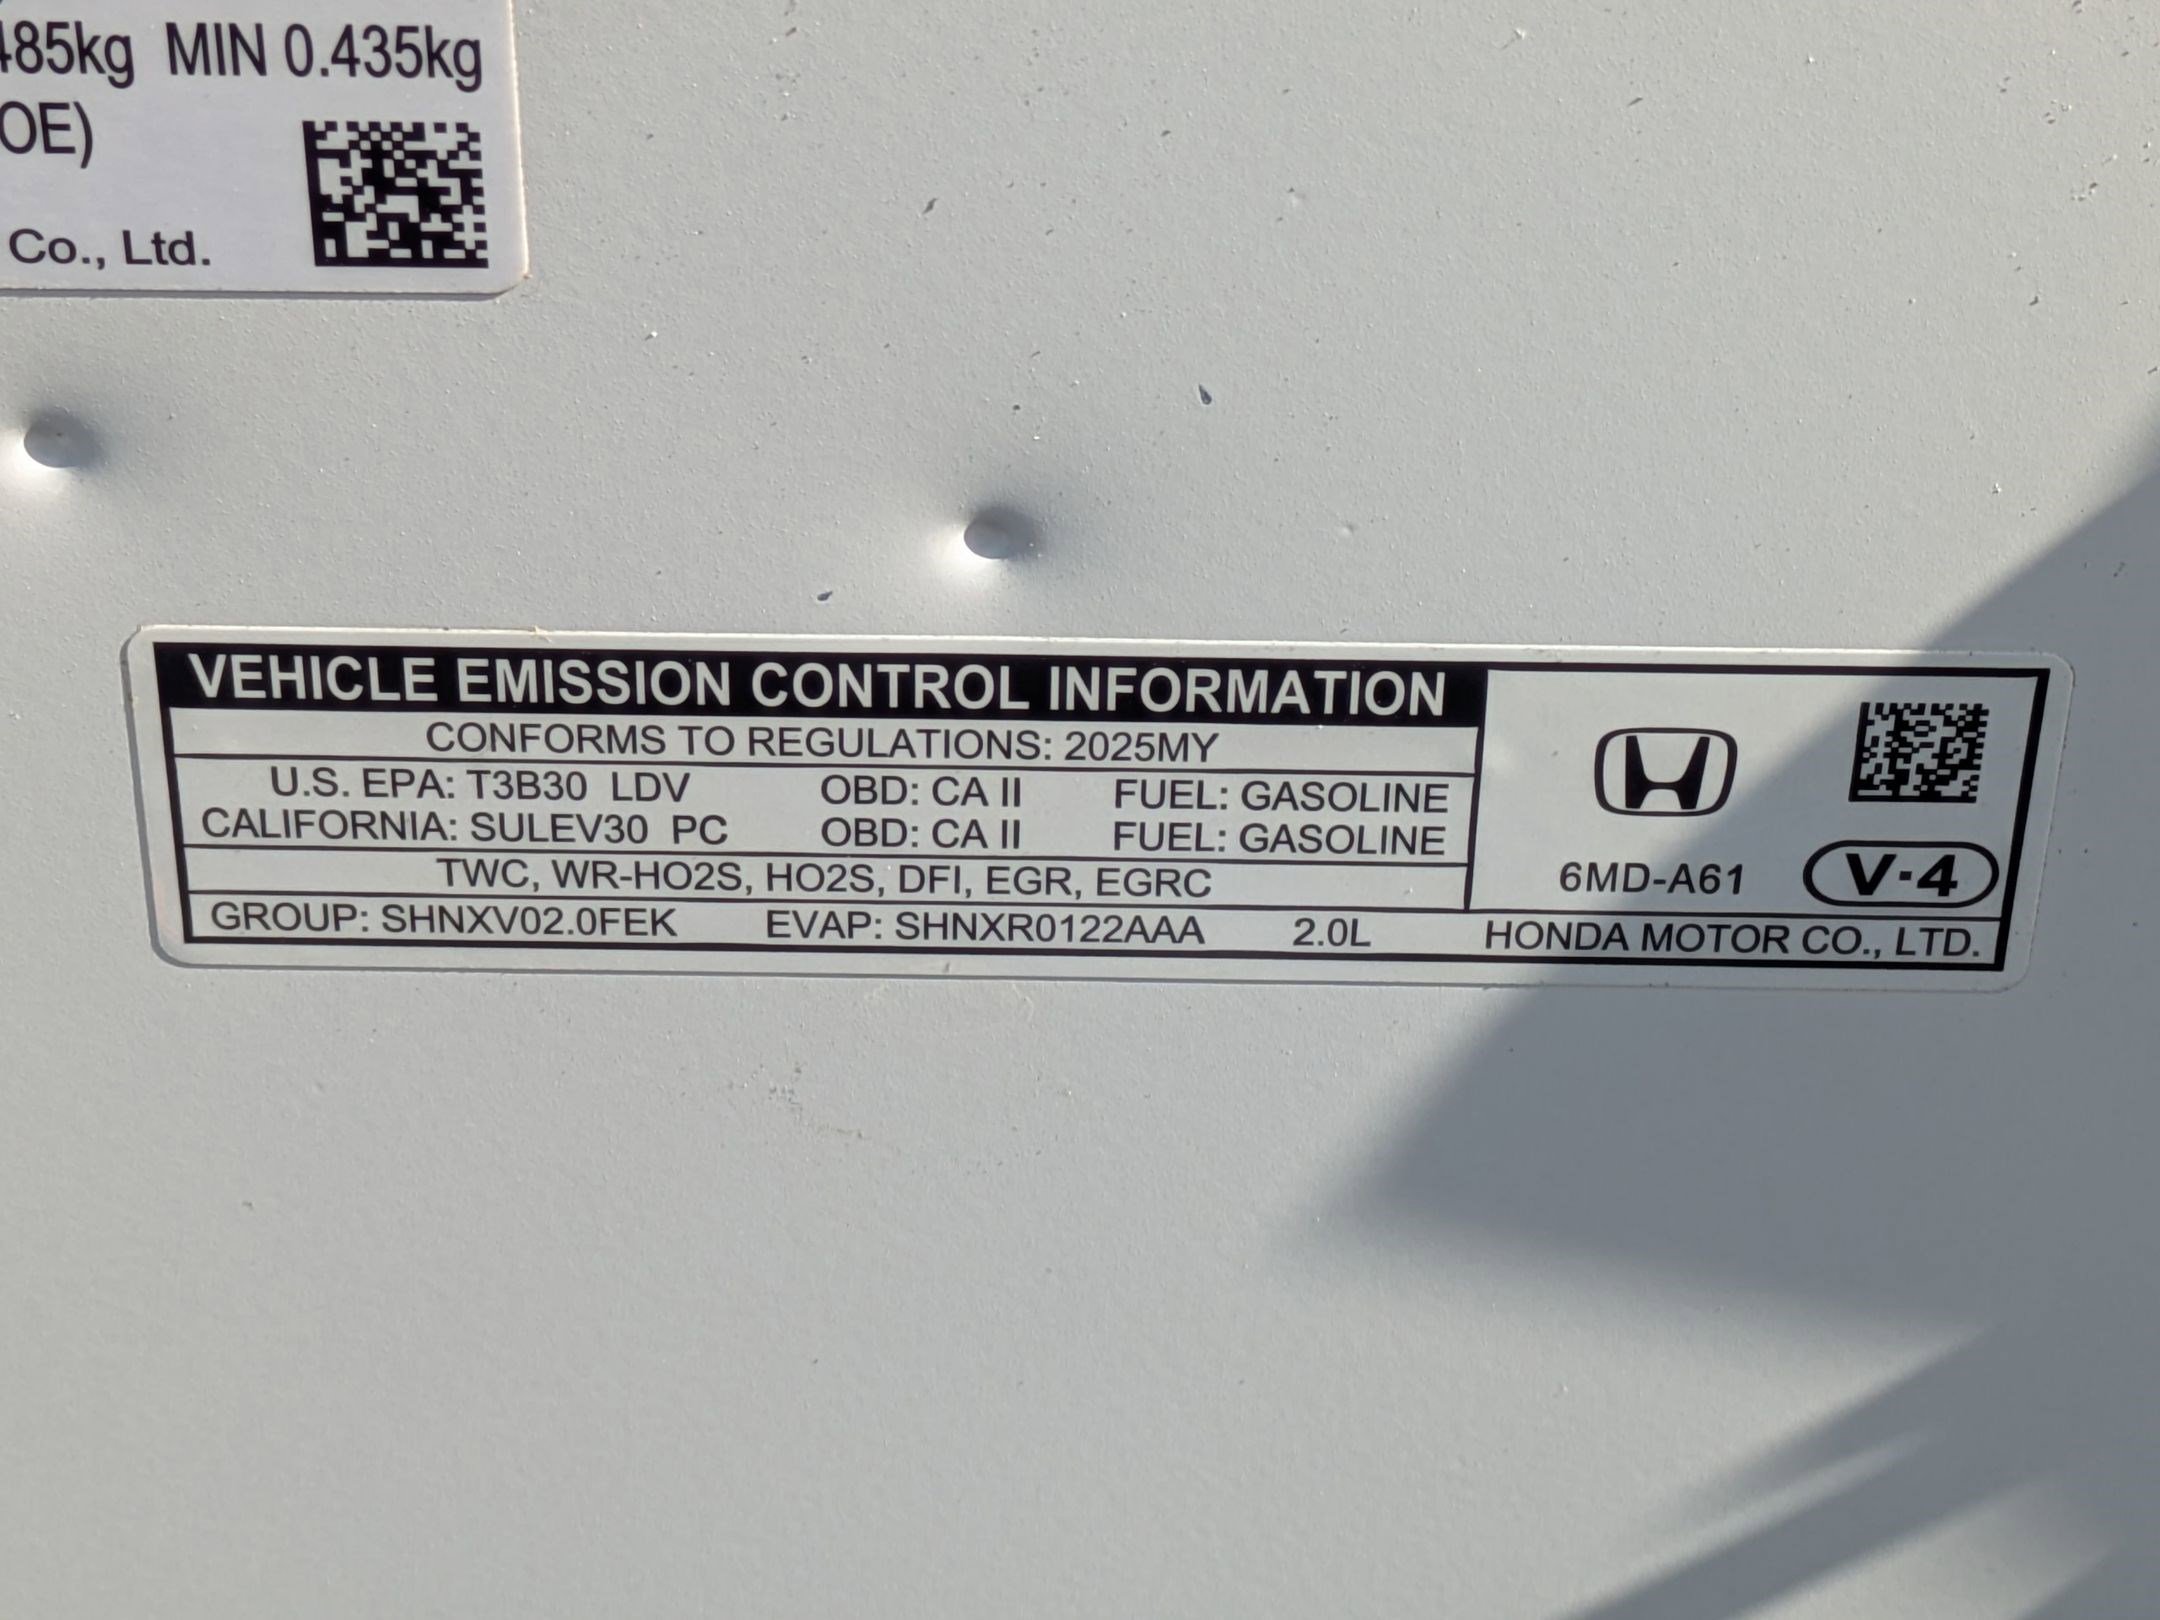 485kg MIN 0.435kg
OE)
Co., Ltd.
VEHICLE EMISSION CONTROL INFORMATION
CONFORMS TO REGULATIONS: 2025MY
U.S. EPA: T3B30 LDV OBD: CA II FUEL: GASOLINE
CALIFORNIA: SULEV30 PC OBD: CA II FUEL: GASOLINE
TWC, WR-HO2S, HO2S, DFI, EGR, EGRC
6MD-A61 V-4
GROUP: SHNXV02.0FEK EVAP: SHNXR0122AAA 2.0L HONDA MOTOR CO., LTD.